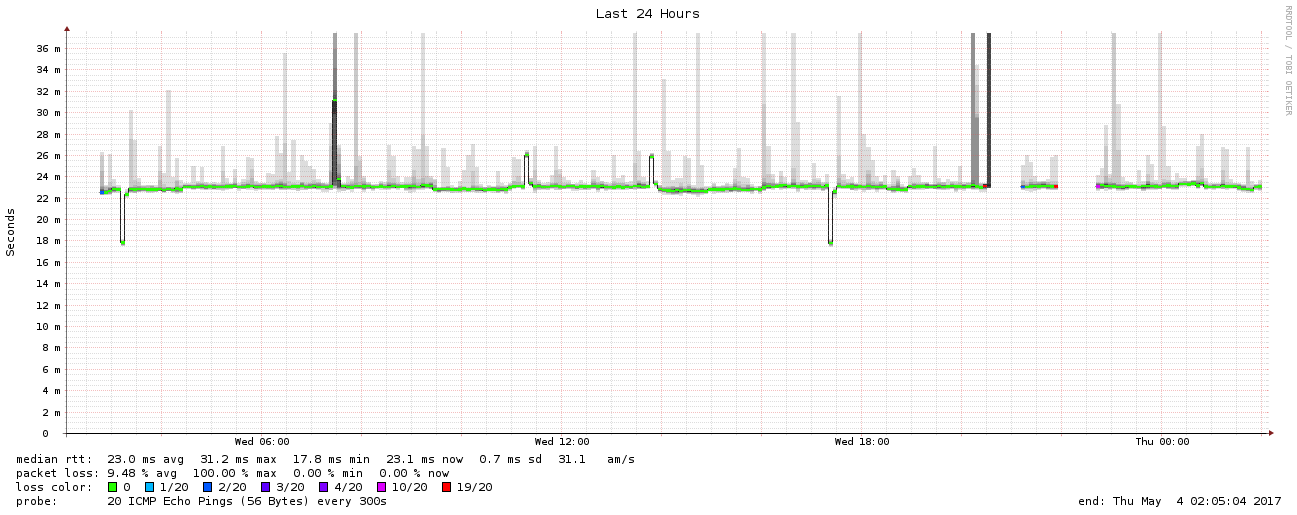 Last 24 Hours
RRDTOOL / TOBI OETIKER
Seconds
36 m
34 m
32 m
30 m
28 m
26 m
24 m
22 m
20 m
18 m
16 m
14 m
12 m
10 m
8 m
6 m
4 m
2 m
0
Wed 06:00 Wed 12:00 Wed 18:00 Thu 00:00
median rtt: 23.0 ms avg 31.2 ms max 17.8 ms min 23.1 ms now 0.7 ms sd 31.1 am/s
packet loss: 9.48 % avg 100.00 % max 0.00 % min 0.00 % now
loss color: 0 1/20 2/20 3/20 4/20 10/20 19/20
probe: 20 ICMP Echo Pings (56 Bytes) every 300s end: Thu May 4 02:05:04 2017